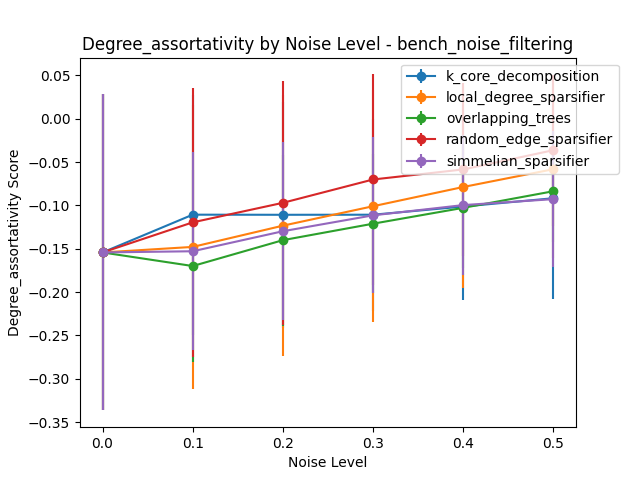 Degree_assortativity by Noise Level - bench_noise_filtering
Degree_assortativity Score
0.05
0.00
−0.05
−0.10
−0.15
−0.20
−0.25
−0.30
−0.35
k_core_decomposition
local_degree_sparsifier
overlapping_trees
random_edge_sparsifier
simmelian_sparsifier
0.0 0.1 0.2 0.3 0.4 0.5
Noise Level